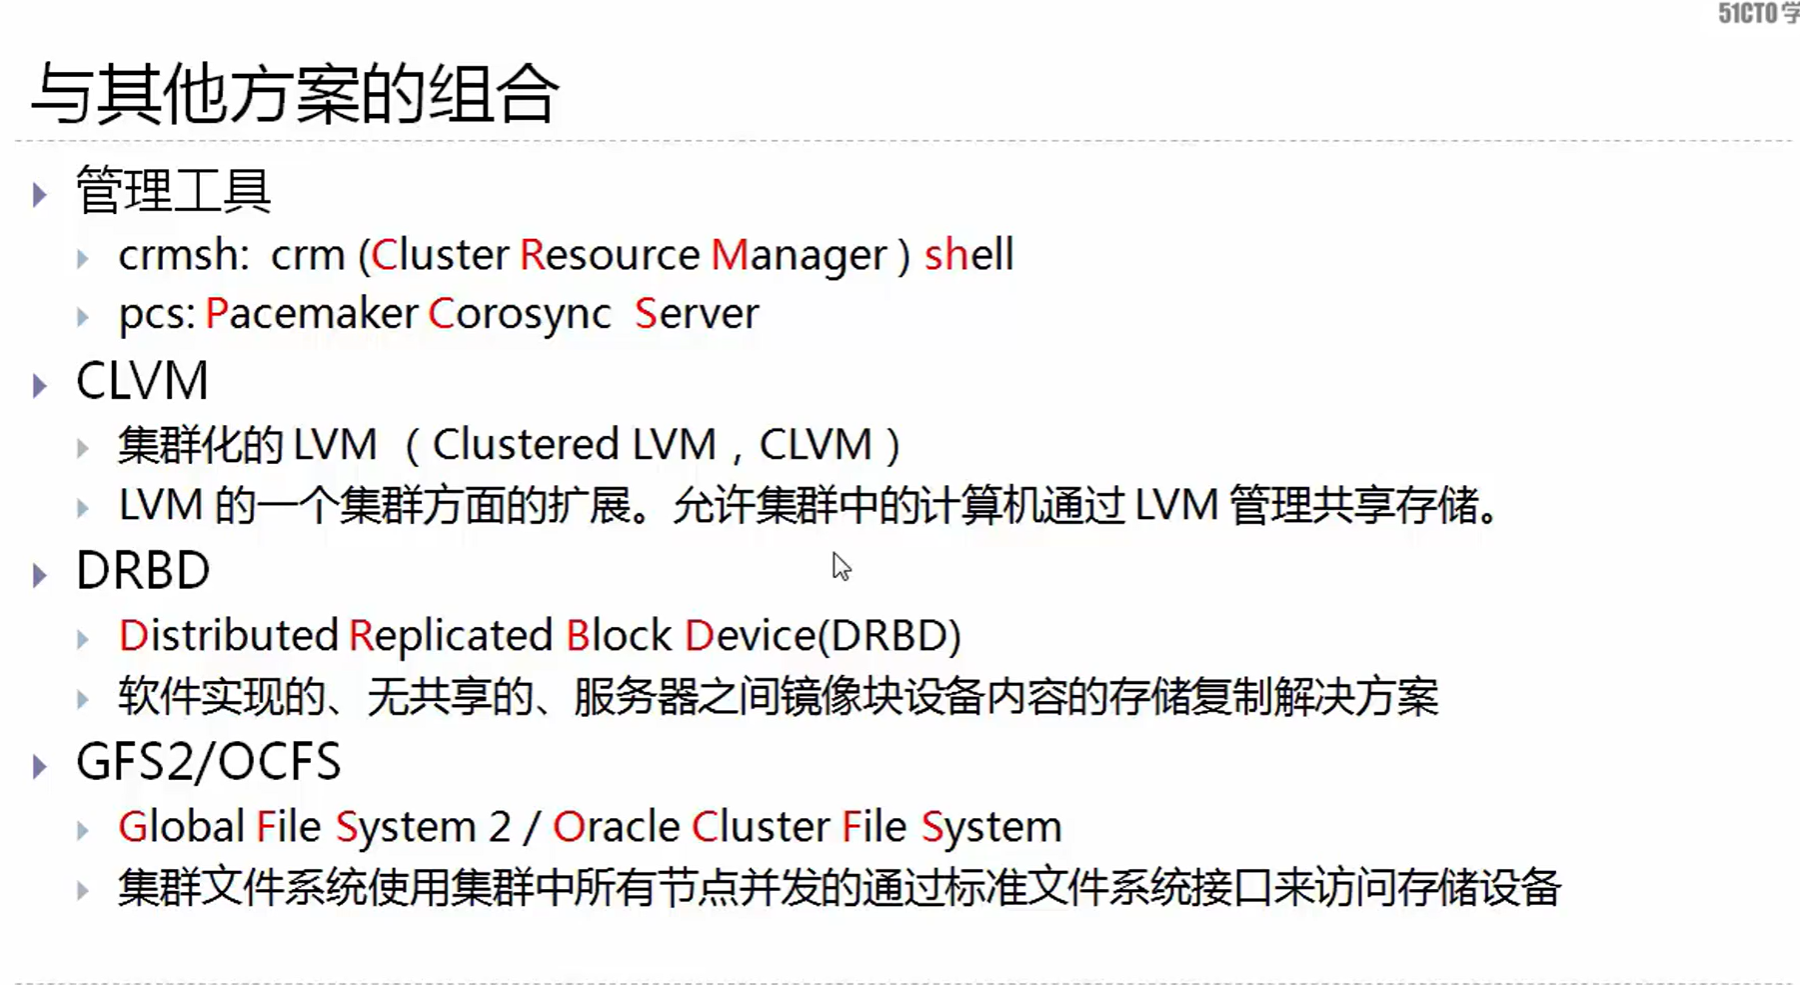 51CTO 学
与其他方案的组合
管理工具
crmsh: crm (Cluster Resource Manager ) shell
pcs: Pacemaker Corosync Server
CLVM
集群化的 LVM （ Clustered LVM , CLVM ）
LVM 的一个集群方面的扩展。允许集群中的计算机通过 LVM 管理共享存储。
DRBD
Distributed Replicated Block Device(DRBD)
软件实现的、无共享的、服务器之间镜像块设备内容的存储复制解决方案
GFS2/OCFS
Global File System 2 / Oracle Cluster File System
集群文件系统使用集群中所有节点并发的通过标准文件系统接口来访问存储设备